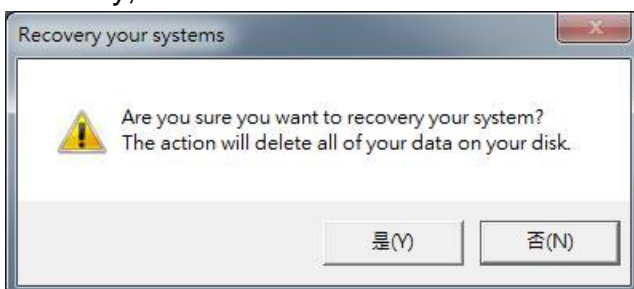 Recovery your systems
Are you sure you want to recovery your system?
The action will delete all of your data on your disk.
是(Y)
否(N)